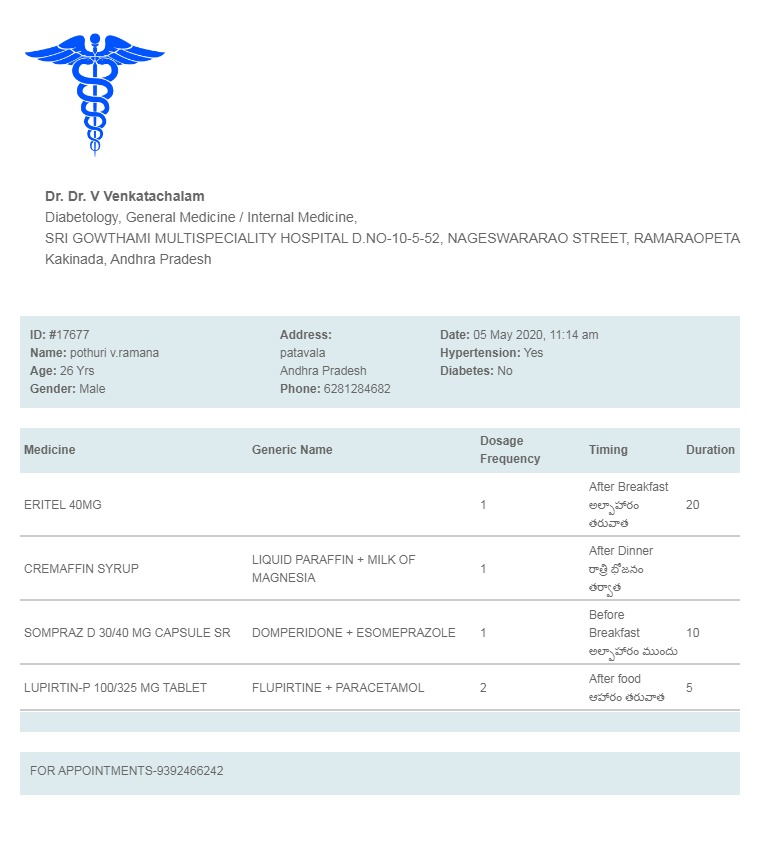 Dr. Dr. V Venkatachalam
Diabetology, General Medicine / Internal Medicine,
SRI GOWTHAMI MULTISPECIALITY HOSPITAL D.NO-10-5-52, NAGESWARARAO STREET, RAMARAOPETA
Kakinada, Andhra Pradesh
ID: #17677
Name: pothuri v.ramana
Age: 26 Yrs
Gender: Male
Address:
patavala
Andhra Pradesh
Phone: 6281284682
Date: 05 May 2020, 11:14 am
Hypertension: Yes
Diabetes: No
Medicine Generic Name Dosage Frequency Timing Duration
ERITEL 40MG 1 After Breakfast అల్పాహారం తరువాత 20
CREMAFFIN SYRUP LIQUID PARAFFIN + MILK OF MAGNESIA 1 After Dinner రాత్రి భోజనం తర్వాత
SOMPRAZ D 30/40 MG CAPSULE SR DOMPERIDONE + ESOMEPRAZOLE 1 Before Breakfast అల్పాహారం ముందు 10
LUPIRTIN-P 100/325 MG TABLET FLUPIRTINE + PARACETAMOL 2 After food ఆహారం తరువాత 5
FOR APPOINTMENTS-9392466242